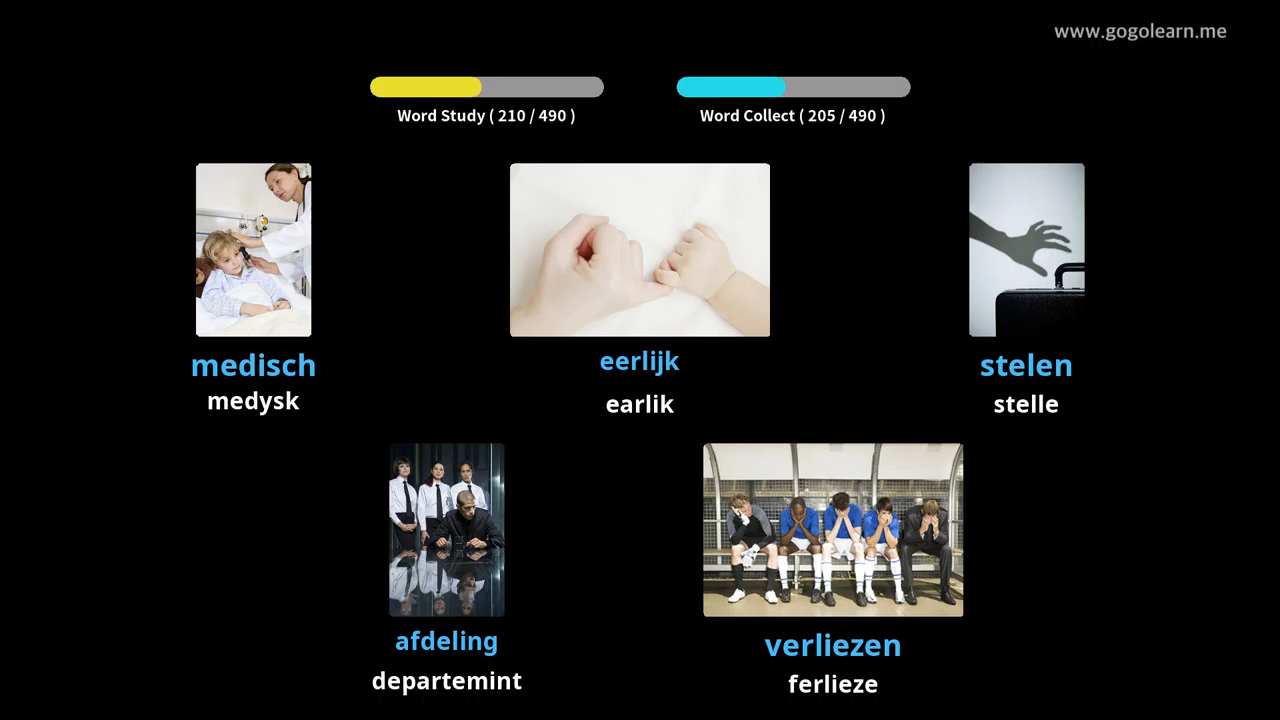 www.gogolearn.me
Word Study ( 210 / 490 )
Word Collect ( 205 / 490 )
medisch
medysk
eerlijk
earlik
stelen
stelle
afdeling
departemint
verliezen
ferlieze